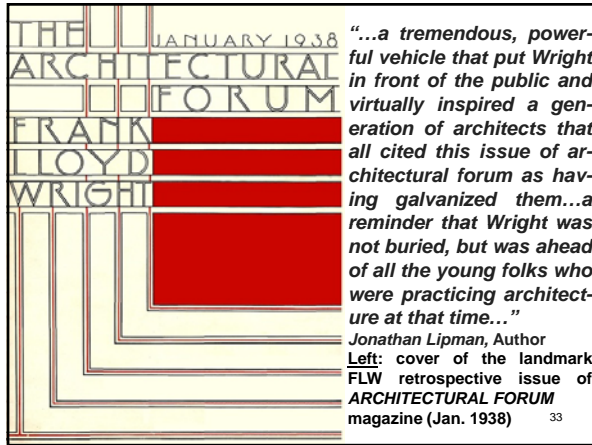 THE
JANUARY 1938
ARCHITECTURAL
FORUM
FRANK
LLOYD
WRIGHT
“…a tremendous, power-
ful vehicle that put Wright
in front of the public and
virtually inspired a gen-
eration of architects that
all cited this issue of ar-
chitectural forum as hav-
ing galvanized them…a
reminder that Wright was
not buried, but was ahead
of all the young folks who
were practicing architect-
ure at that time…”
Jonathan Lipman, Author
Left: cover of the landmark
FLW retrospective issue of
ARCHITECTURAL FORUM
magazine (Jan. 1938) 33